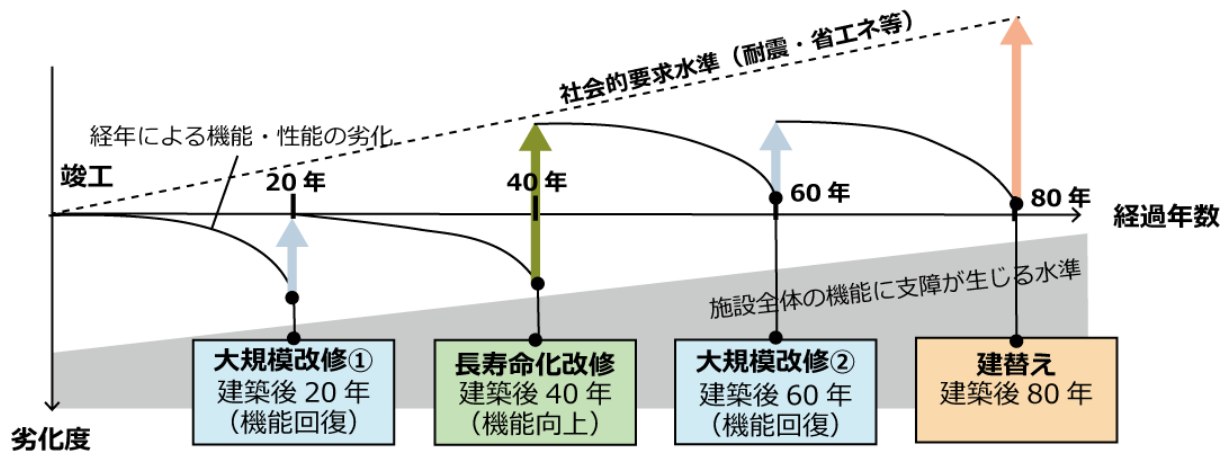 社会的要求水準（耐震・省エネ等）
経年による機能・性能の劣化
竣工
20 年
40 年
60 年
80 年
経過年数
施設全体の機能に支障が生じる水準
大規模改修①
建築後 20 年
（機能回復）
長寿命化改修
建築後 40 年
（機能向上）
大規模改修②
建築後 60 年
（機能回復）
建替え
建築後 80 年
劣化度